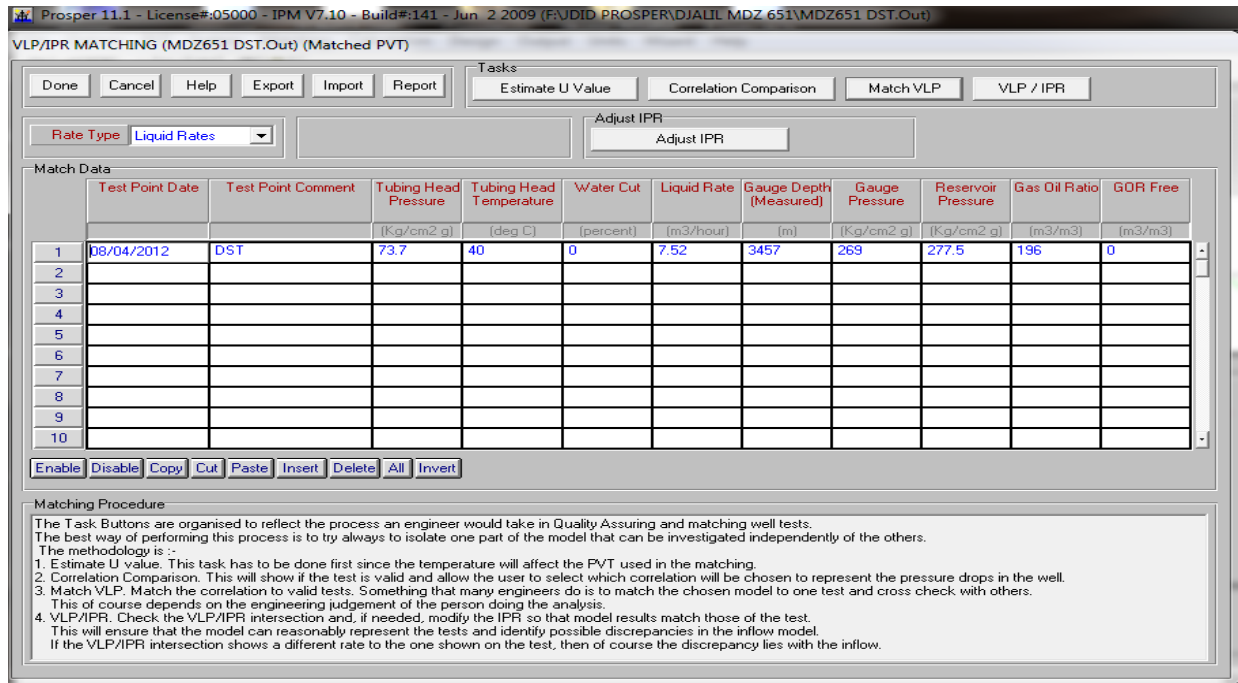 Prosper 11.1 - License#:05000 - IPM V7.10 - Build#:141 - Jun 2 2009 (F:\JDID PROSPER\DJALIL MDZ 651\MDZ651 DST.Out)
VLP/IPR MATCHING (MDZ651 DST.Out) (Matched PVT)
Tasks
Done Cancel Help Export Import Report Estimate U Value Correlation Comparison Match VLP VLP / IPR
Adjust IPR
Rate Type Liquid Rates Adjust IPR
Match Data
Test Point Date Test Point Comment Tubing Head Pressure Tubing Head Temperature Water Cut Liquid Rate Gauge Depth (Measured) Gauge Pressure Reservoir Pressure Gas Oil Ratio GOR Free
(Kg/cm2 g) (deg C) (percent) (m3/hour) (m) (Kg/cm2 g) (Kg/cm2 g) (m3/m3) (m3/m3)
1 08/04/2012 DST 73.7 40 0 7.52 3457 269 277.5 196 0
2
3
4
5
6
7
8
9
10
Enable Disable Copy Cut Paste Insert Delete All Invert
Matching Procedure
The Task Buttons are organised to reflect the process an engineer would take in Quality Assuring and matching well tests.
The best way of performing this process is to try always to isolate one part of the model that can be investigated independently of the others.
The methodology is :-
1. Estimate U value. This task has to be done first since the temperature will affect the PVT used in the matching.
2. Correlation Comparison. This will show if the test is valid and allow the user to select which correlation will be chosen to represent the pressure drops in the well.
3. Match VLP. Match the correlation to valid tests. Something that many engineers do is to match the chosen model to one test and cross check with others.
This of course depends on the engineering judgement of the person doing the analysis.
4. VLP/IPR. Check the VLP/IPR intersection and, if needed, modify the IPR so that model results match those of the test.
This will ensure that the model can reasonably represent the tests and identify possible discrepancies in the inflow model.
If the VLP/IPR intersection shows a different rate to the one shown on the test, then of course the discrepancy lies with the inflow.